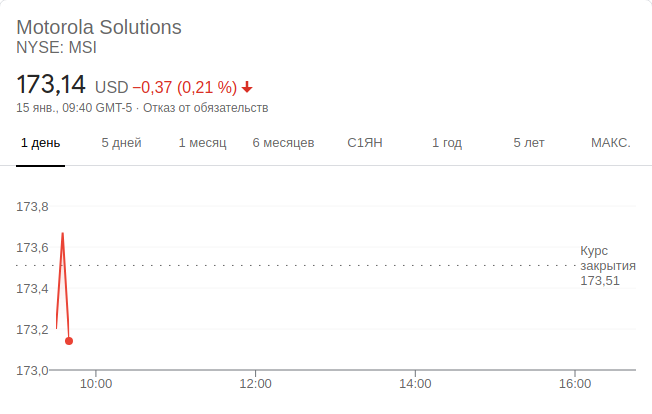 Motorola Solutions
NYSE: MSI
173,14 USD −0,37 (0,21 %)
15 янв., 09:40 GMT-5 · Отказ от обязательств
1 день 5 дней 1 месяц 6 месяцев С1ЯН 1 год 5 лет МАКС.
173,8
173,6
173,4
173,2
173,0
Курс
закрытия
173,51
10:00 12:00 14:00 16:00